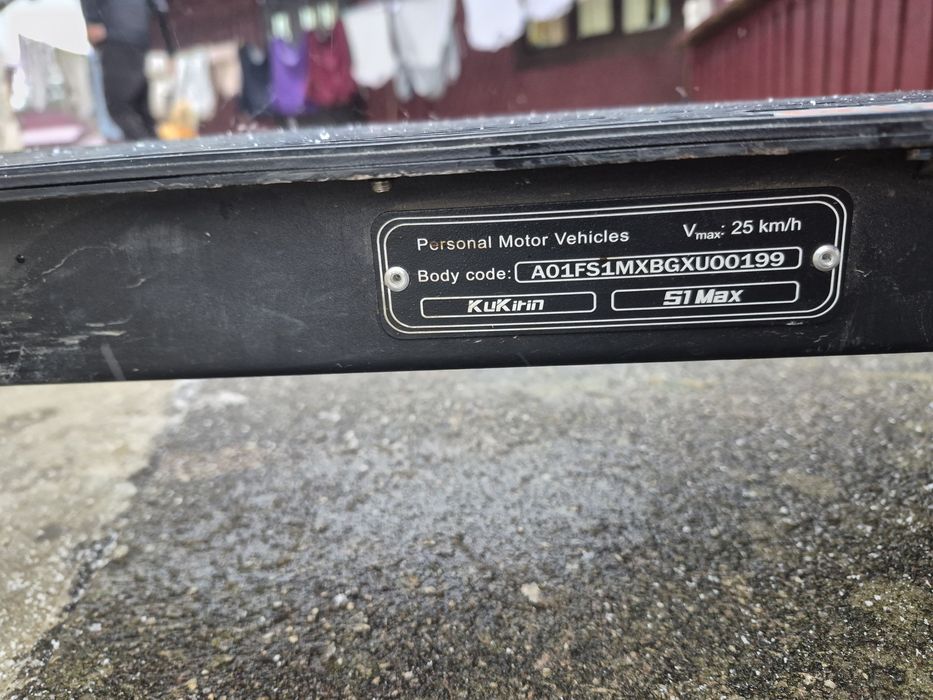 Personal Motor Vehicles Vmax: 25 km/h
Body code: A01FS1MXBGXU00199
KuKirin S1 Max